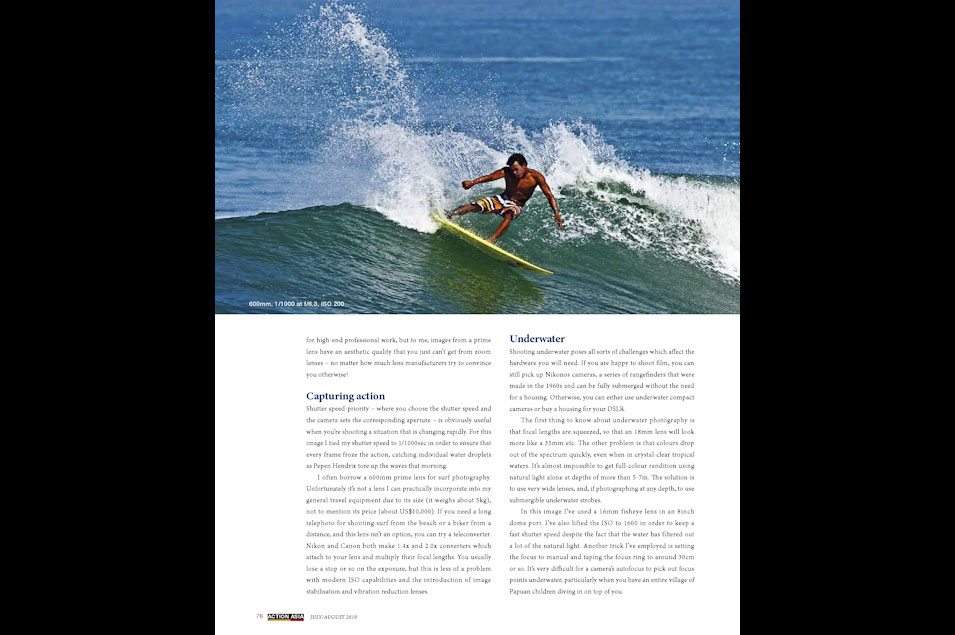 600mm, 1/1000 at f/6.3, ISO 200
for high-end professional work, but to me, images from a prime
lens have an aesthetic quality that you just can't get from zoom
lenses – no matter how much lens manufacturers try to convince
you otherwise!
Capturing action
Shutter speed-priority – where you choose the shutter speed and
the camera sets the corresponding aperture – is obviously useful
when you're shooting a situation that is changing rapidly. For this
image I tied my shutter speed to 1/1000sec in order to ensure that
every frame froze the action, catching individual water droplets
as Pepen Hendrix tore up the waves that morning.
I often borrow a 600mm prime lens for surf photography.
Unfortunately it's not a lens I can practically incorporate into my
general travel equipment due to its size (it weighs about 5kg),
not to mention its price (about US$10,000). If you need a long
telephoto for shooting surf from the beach or a biker from a
distance, and this lens isn't an option, you can try a teleconverter.
Nikon and Canon both make 1.4x and 2.0x converters which
attach to your lens and multiply their focal lengths. You usually
lose a stop or so on the exposure, but this is less of a problem
with modern ISO capabilities and the introduction of image
stabilisation and vibration reduction lenses.
Underwater
Shooting underwater poses all sorts of challenges which affect the
hardware you will need. If you are happy to shoot film, you can
still pick up Nikonos cameras, a series of rangefinders that were
made in the 1960s and can be fully submerged without the need
for a housing. Otherwise, you can either use underwater compact
cameras or buy a housing for your DSLR.
The first thing to know about underwater photography is
that focal lengths are squeezed, so that an 18mm lens will look
more like a 35mm etc. The other problem is that colours drop
out of the spectrum quickly, even when in crystal-clear tropical
waters. It's almost impossible to get full-colour rendition using
natural light alone at depths of more than 5-7m. The solution is
to use very wide lenses, and, if photographing at any depth, to use
submergible underwater strobes.
In this image I've used a 16mm fisheye lens in an 8inch
dome port. I've also lifted the ISO to 1600 in order to keep a
fast shutter speed despite the fact that the water has filtered out
a lot of the natural light. Another trick I've employed is setting
the focus to manual and taping the focus ring to around 30cm
or so. It's very difficult for a camera's autofocus to pick out focus
points underwater, particularly when you have an entire village of
Papuan children diving in on top of you.
76 ACTION ASIA JULY/AUGUST 2010